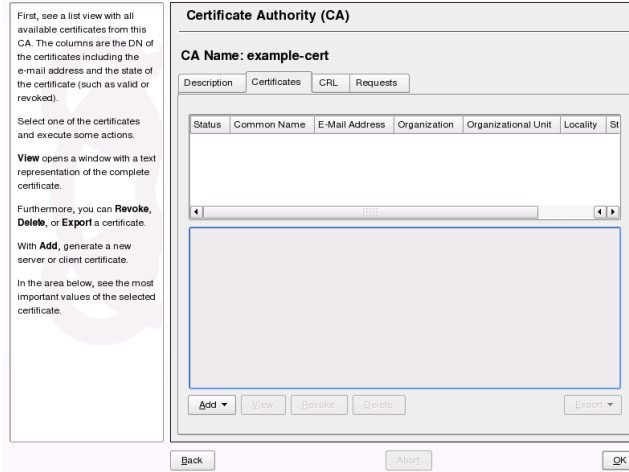 First, see a list view with all
available certificates from this
CA. The columns are the DN of
the certificates including the
e-mail address and the state of
the certificate (such as valid or
revoked).
Select one of the certificates
and execute some actions.
View opens a window with a text
representation of the complete
certificate.
Furthermore, you can Revoke,
Delete, or Export a certificate.
With Add, generate a new
server or client certificate.
In the area below, see the most
important values of the selected
certificate.
Certificate Authority (CA)
CA Name: example-cert
Description Certificates CRL Requests
Status Common Name E-Mail Address Organization Organizational Unit Locality St
Add View Revoke Delete Export
Back Abort OK